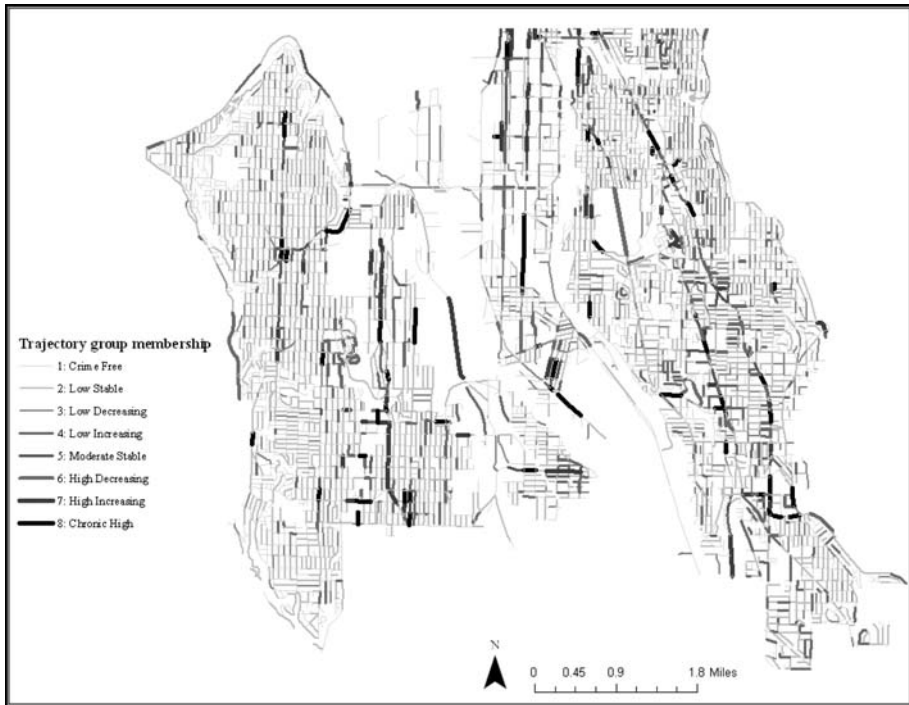 Trajectory group membership
1: Crime Free
2: Low Stable
3: Low Decreasing
4: Low Increasing
5: Moderate Stable
6: High Decreasing
7: High Increasing
8: Chronic High
N
0 0.45 0.9 1.8 Miles